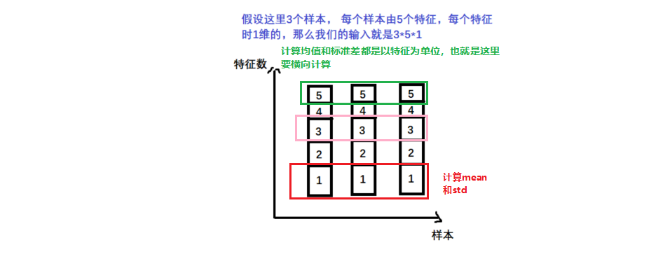 假设这里3个样本， 每个样本由5个特征，每个特征
时1维的，那么我们的输入就是3*5*1
计算均值和标准差都是以特征为单位，也就是这里
要横向计算
特征数
5 5 5
4 4 4
3 3 3
2 2 2
1 1 1
计算mean
和std
样本